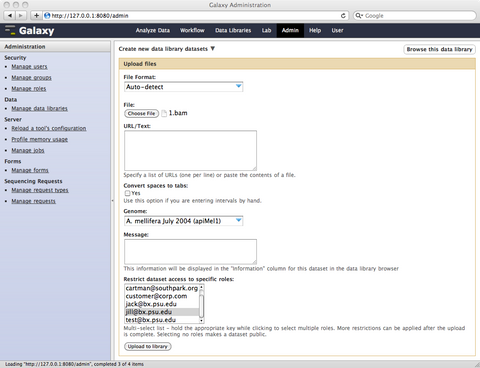 Galaxy Administration
http://127.0.0.1:8080/admin
Google
Galaxy
Analyze Data Workflow Data Libraries Lab Admin Help User
Administration
Security
Manage users
Manage groups
Manage roles
Data
Manage data libraries
Server
Reload a tool's configuration
Profile memory usage
Manage jobs
Forms
Manage forms
Sequencing Requests
Manage request types
Manage requests
Create new data library datasets
Browse this data library
Upload files
File Format:
Auto-detect
File:
Choose File 1.bam
URL/Text:
Specify a list of URLs (one per line) or paste the contents of a file.
Convert spaces to tabs:
Yes
Use this option if you are entering intervals by hand.
Genome:
A. mellifera July 2004 (apiMel1)
Message:
This information will be displayed in the "Information" column for this dataset in the data library browser
Restrict dataset access to specific roles:
cartman@southpark.org
customer@corp.com
jack@bx.psu.edu
jill@bx.psu.edu
test@bx.psu.edu
Multi-select list - hold the appropriate key while clicking to select multiple roles. More restrictions can be applied after the upload
is complete. Selecting no roles makes a dataset public.
Upload to library
Loading "http://127.0.0.1:8080/admin", completed 3 of 4 items